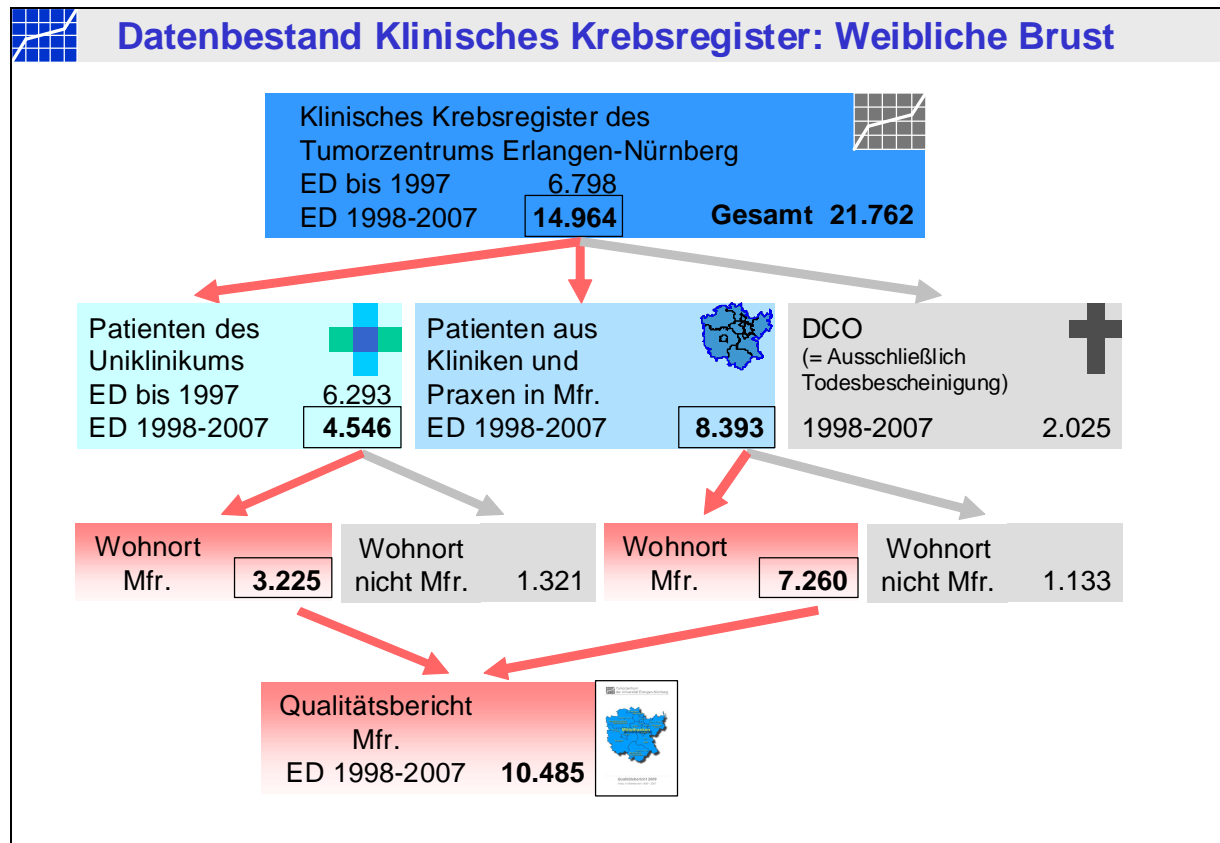 Datenbestand Klinisches Krebsregister: Weibliche Brust
Klinisches Krebsregister des
Tumorzentrums Erlangen-Nürnberg
ED bis 1997 6.798
ED 1998-2007 14.964 Gesamt 21.762
Patienten des
Uniklinikums
ED bis 1997 6.293
ED 1998-2007 4.546
Patienten aus
Kliniken und
Praxen in Mfr.
ED 1998-2007 8.393
DCO
(= Ausschließlich
Todesbescheinigung)
1998-2007 2.025
Wohnort
Mfr. 3.225
Wohnort
nicht Mfr. 1.321
Wohnort
Mfr. 7.260
Wohnort
nicht Mfr. 1.133
Qualitätsbericht
Mfr.
ED 1998-2007 10.485
Mittelfranken